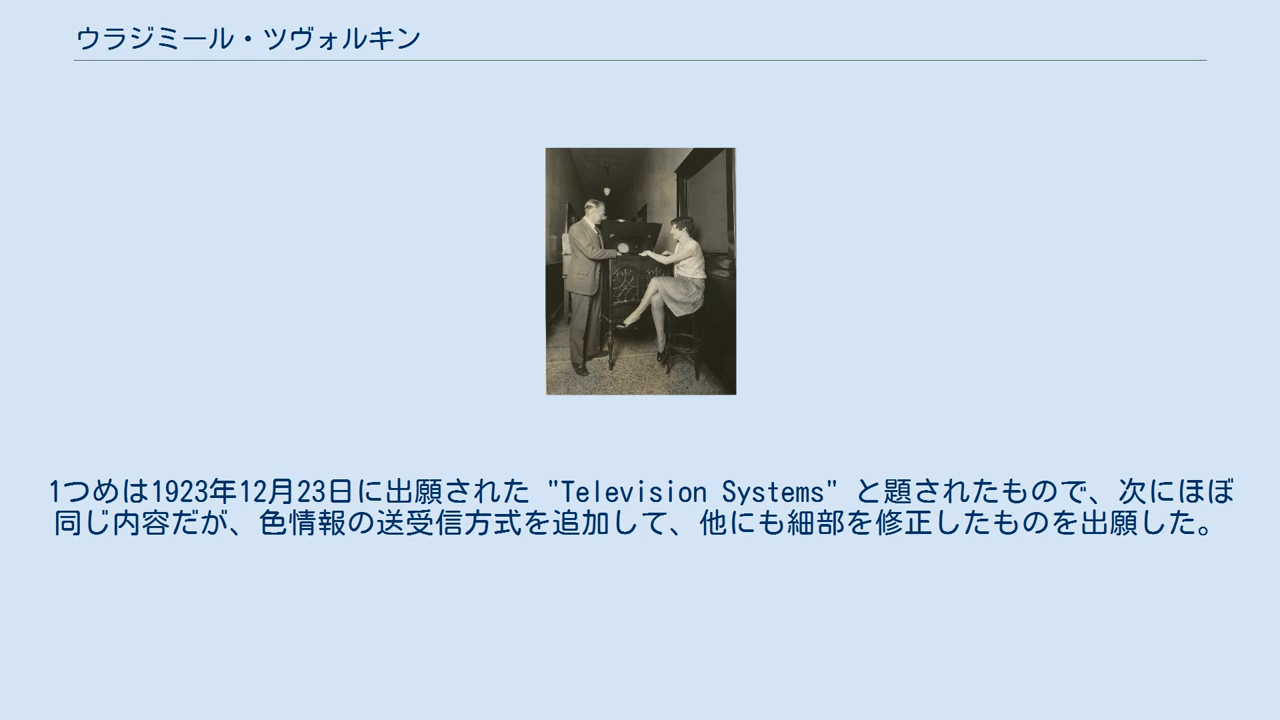 ウラジミール・ツヴォルキン
1つめは1923年12月23日に出願された "Television Systems" と題されたもので、次にほぼ
同じ内容だが、色情報の送受信方式を追加して、他にも細部を修正したものを出願した。